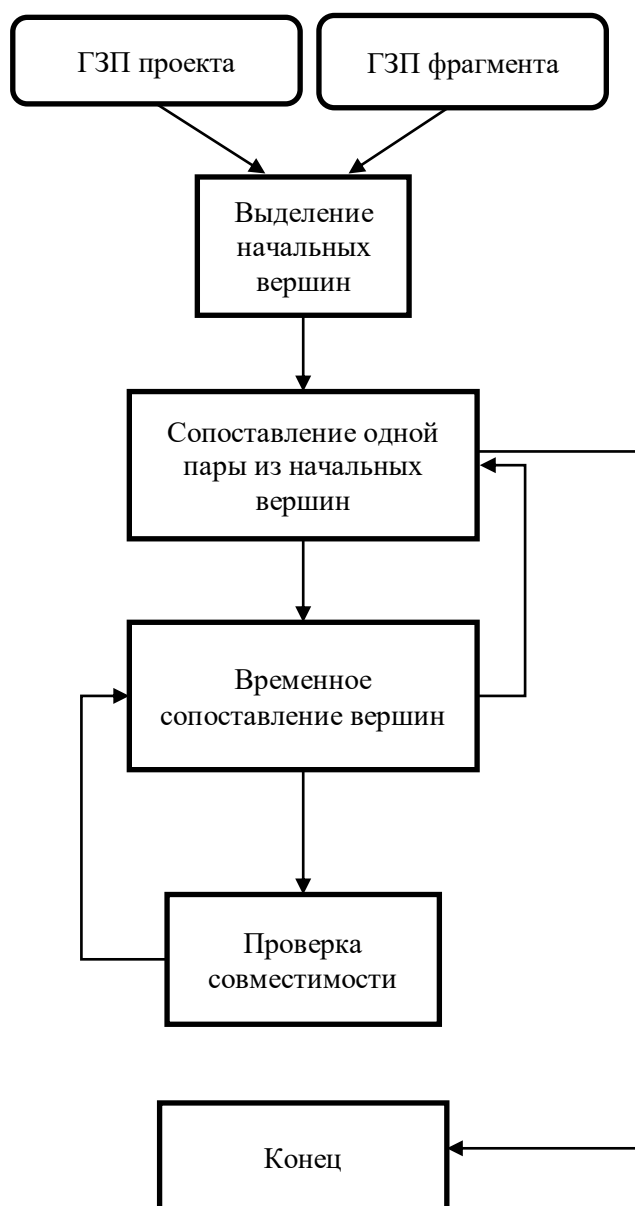 ГЗП проекта
ГЗП фрагмента
Выделение
начальных
вершин
Сопоставление одной
пары из начальных
вершин
Временное
сопоставление вершин
Проверка
совместимости
Конец